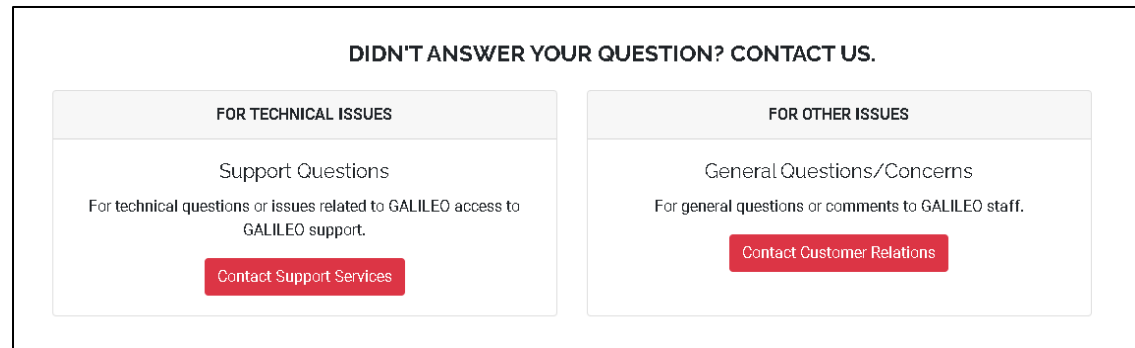 DIDN'T ANSWER YOUR QUESTION? CONTACT US.
FOR TECHNICAL ISSUES
Support Questions
For technical questions or issues related to GALILEO access to
GALILEO support.
Contact Support Services
FOR OTHER ISSUES
General Questions/Concerns
For general questions or comments to GALILEO staff.
Contact Customer Relations